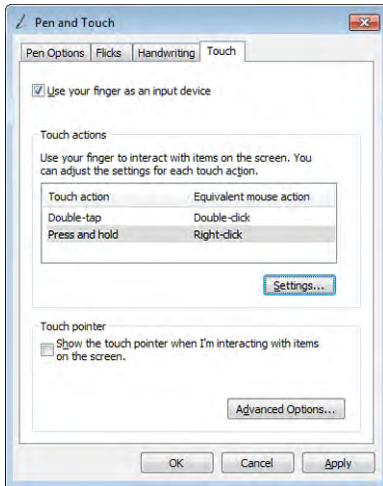 Pen and Touch
Pen Options Flicks Handwriting Touch
Use your finger as an input device
Touch actions
Use your finger to interact with items on the screen. You
can adjust the settings for each touch action.
Touch action Equivalent mouse action
Double-tap Double-click
Press and hold Right-click
Settings...
Touch pointer
Show the touch pointer when I'm interacting with items
on the screen.
Advanced Options...
OK Cancel Apply